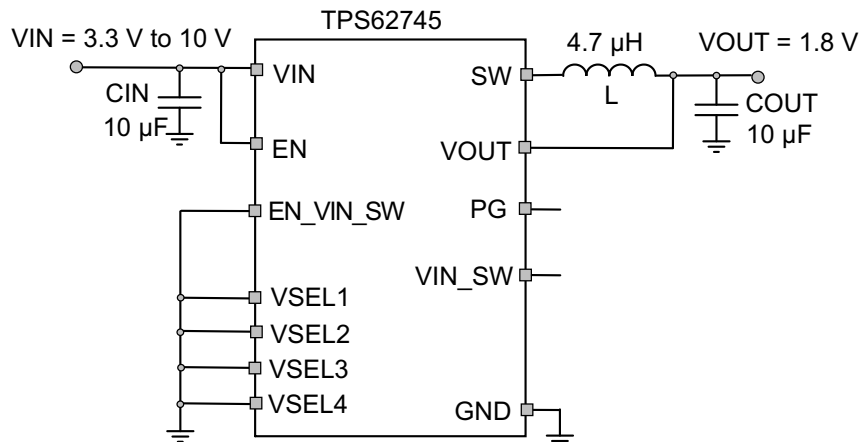 TPS62745
VIN = 3.3 V to 10 V
4.7 µH
VOUT = 1.8 V
VIN
SW
CIN
L
COUT
10 µF
10 µF
EN
VOUT
EN_VIN_SW
PG
VIN_SW
VSEL1
VSEL2
VSEL3
VSEL4
GND